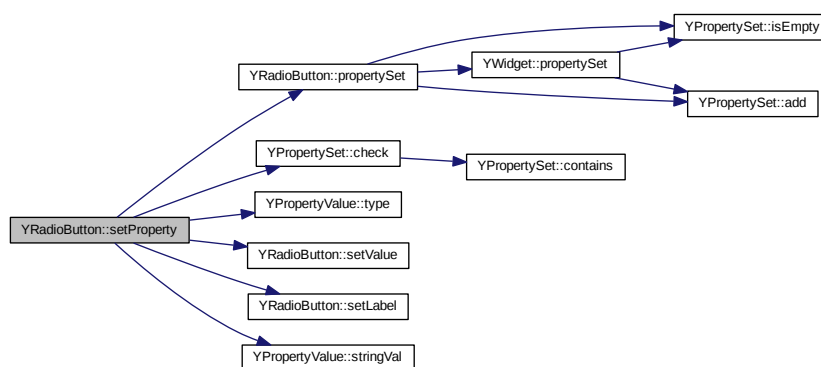 YPropertySet::isEmpty
YRadioButton::propertySet
YWidget::propertySet
YPropertySet::add
YPropertySet::check
YPropertySet::contains
YPropertyValue::type
YRadioButton::setProperty
YRadioButton::setValue
YRadioButton::setLabel
YPropertyValue::stringVal